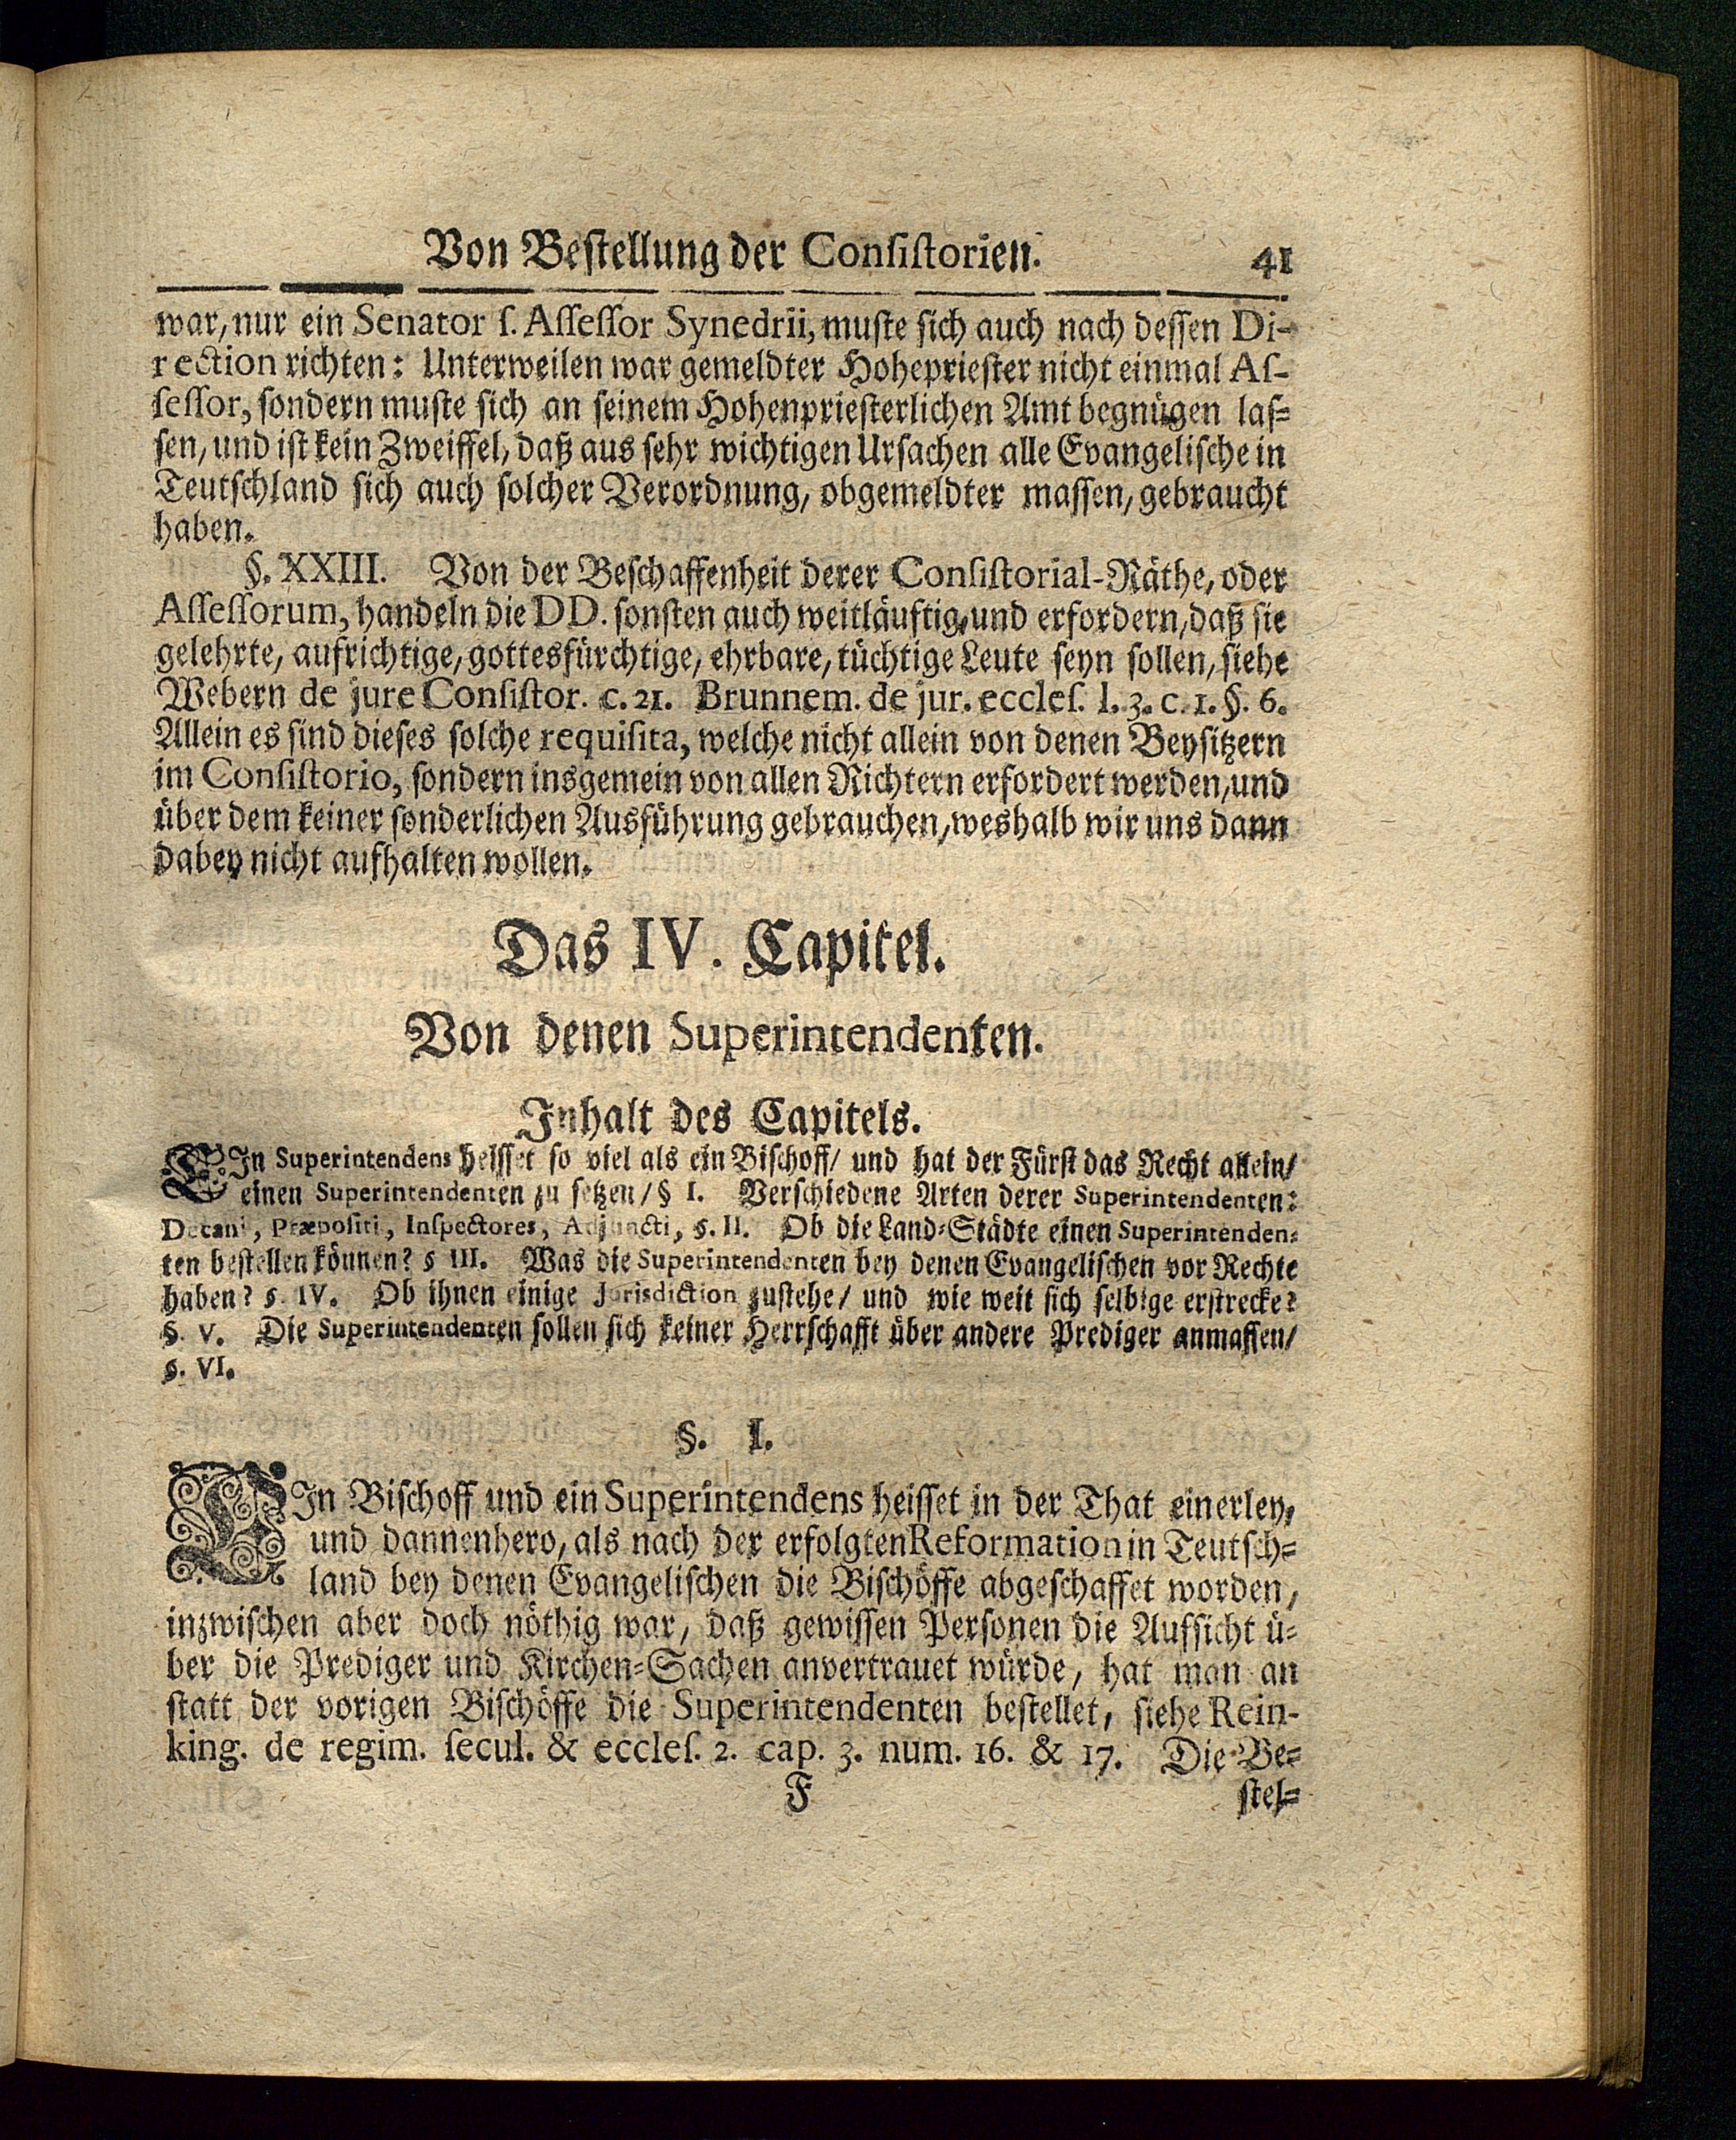 Von Bestellung der Consistorien. 41
war, nur ein Senator s. Assessor Synedrii, muste sich auch nach dessen Di-
rection richten: Unterweilen war gemeldter Hohepriester nicht einmal As-
sessor, sondern muste sich an seinem Hohenpriesterlichen Amt begnügen las-
sen, und ist kein Zweiffel, daß aus sehr wichtigen Ursachen alle Evangelische in
Teutschland sich auch solcher Verordnung, obgemeldter massen, gebraucht
haben.
§. XXIII. Von der Beschaffenheit derer Consistorial-Räthe, oder
Assessorum, handeln die DD. sonsten auch weitläuftig, und erfordern, daß sie
gelehrte, aufrichtige, gottesfürchtige, ehrbare, tüchtige Leute seyn sollen, siehe
Webern de jure Consistor. c. 21. Brunnem. de jur. eccles. l. 3. c. 1. §. 6.
Allein es sind dieses solche requisita, welche nicht allein von denen Beysitzern
im Consistorio, sondern insgemein von allen Richtern erfordert werden, und
über dem keiner sonderlichen Ausführung gebrauchen, weshalb wir uns dann
dabey nicht aufhalten wollen.
Das IV. Capitel.
Von denen Superintendenten.
Inhalt des Capitels.
EIn Superintendens heisset so viel als ein Bischoff/ und hat der Fürst das Recht allein/
einen Superintendenten zu setzen/ § I. Verschiedene Arten derer Superintendenten:
Decani, Præpositi, Inspectores, Adjuncti, §. II. Ob die Land-Städte einen Superintenden-
ten bestellen können? § III. Was die Superintendenten bey denen Evangelischen vor Rechte
haben? §. IV. Ob ihnen einige Jurisdiction zustehe/ und wie weit sich selbige erstrecke?
§. V. Die Superintendenten sollen sich keiner Herrschafft über andere Prediger anmassen/
§. VI.
§. I.
EIn Bischoff und ein Superintendens heisset in der That einerley,
und dannenhero, als nach der erfolgten Reformation in Teutsch-
land bey denen Evangelischen die Bischöffe abgeschaffet worden,
inzwischen aber doch nöthig war, daß gewissen Personen die Aufsicht ü-
ber die Prediger und Kirchen-Sachen anvertrauet würde, hat man an
statt der vorigen Bischöffe die Superintendenten bestellet, siehe Rein-
king. de regim. secul. & eccles. 2. cap. 3. num. 16. & 17. Die Be-
F stel-